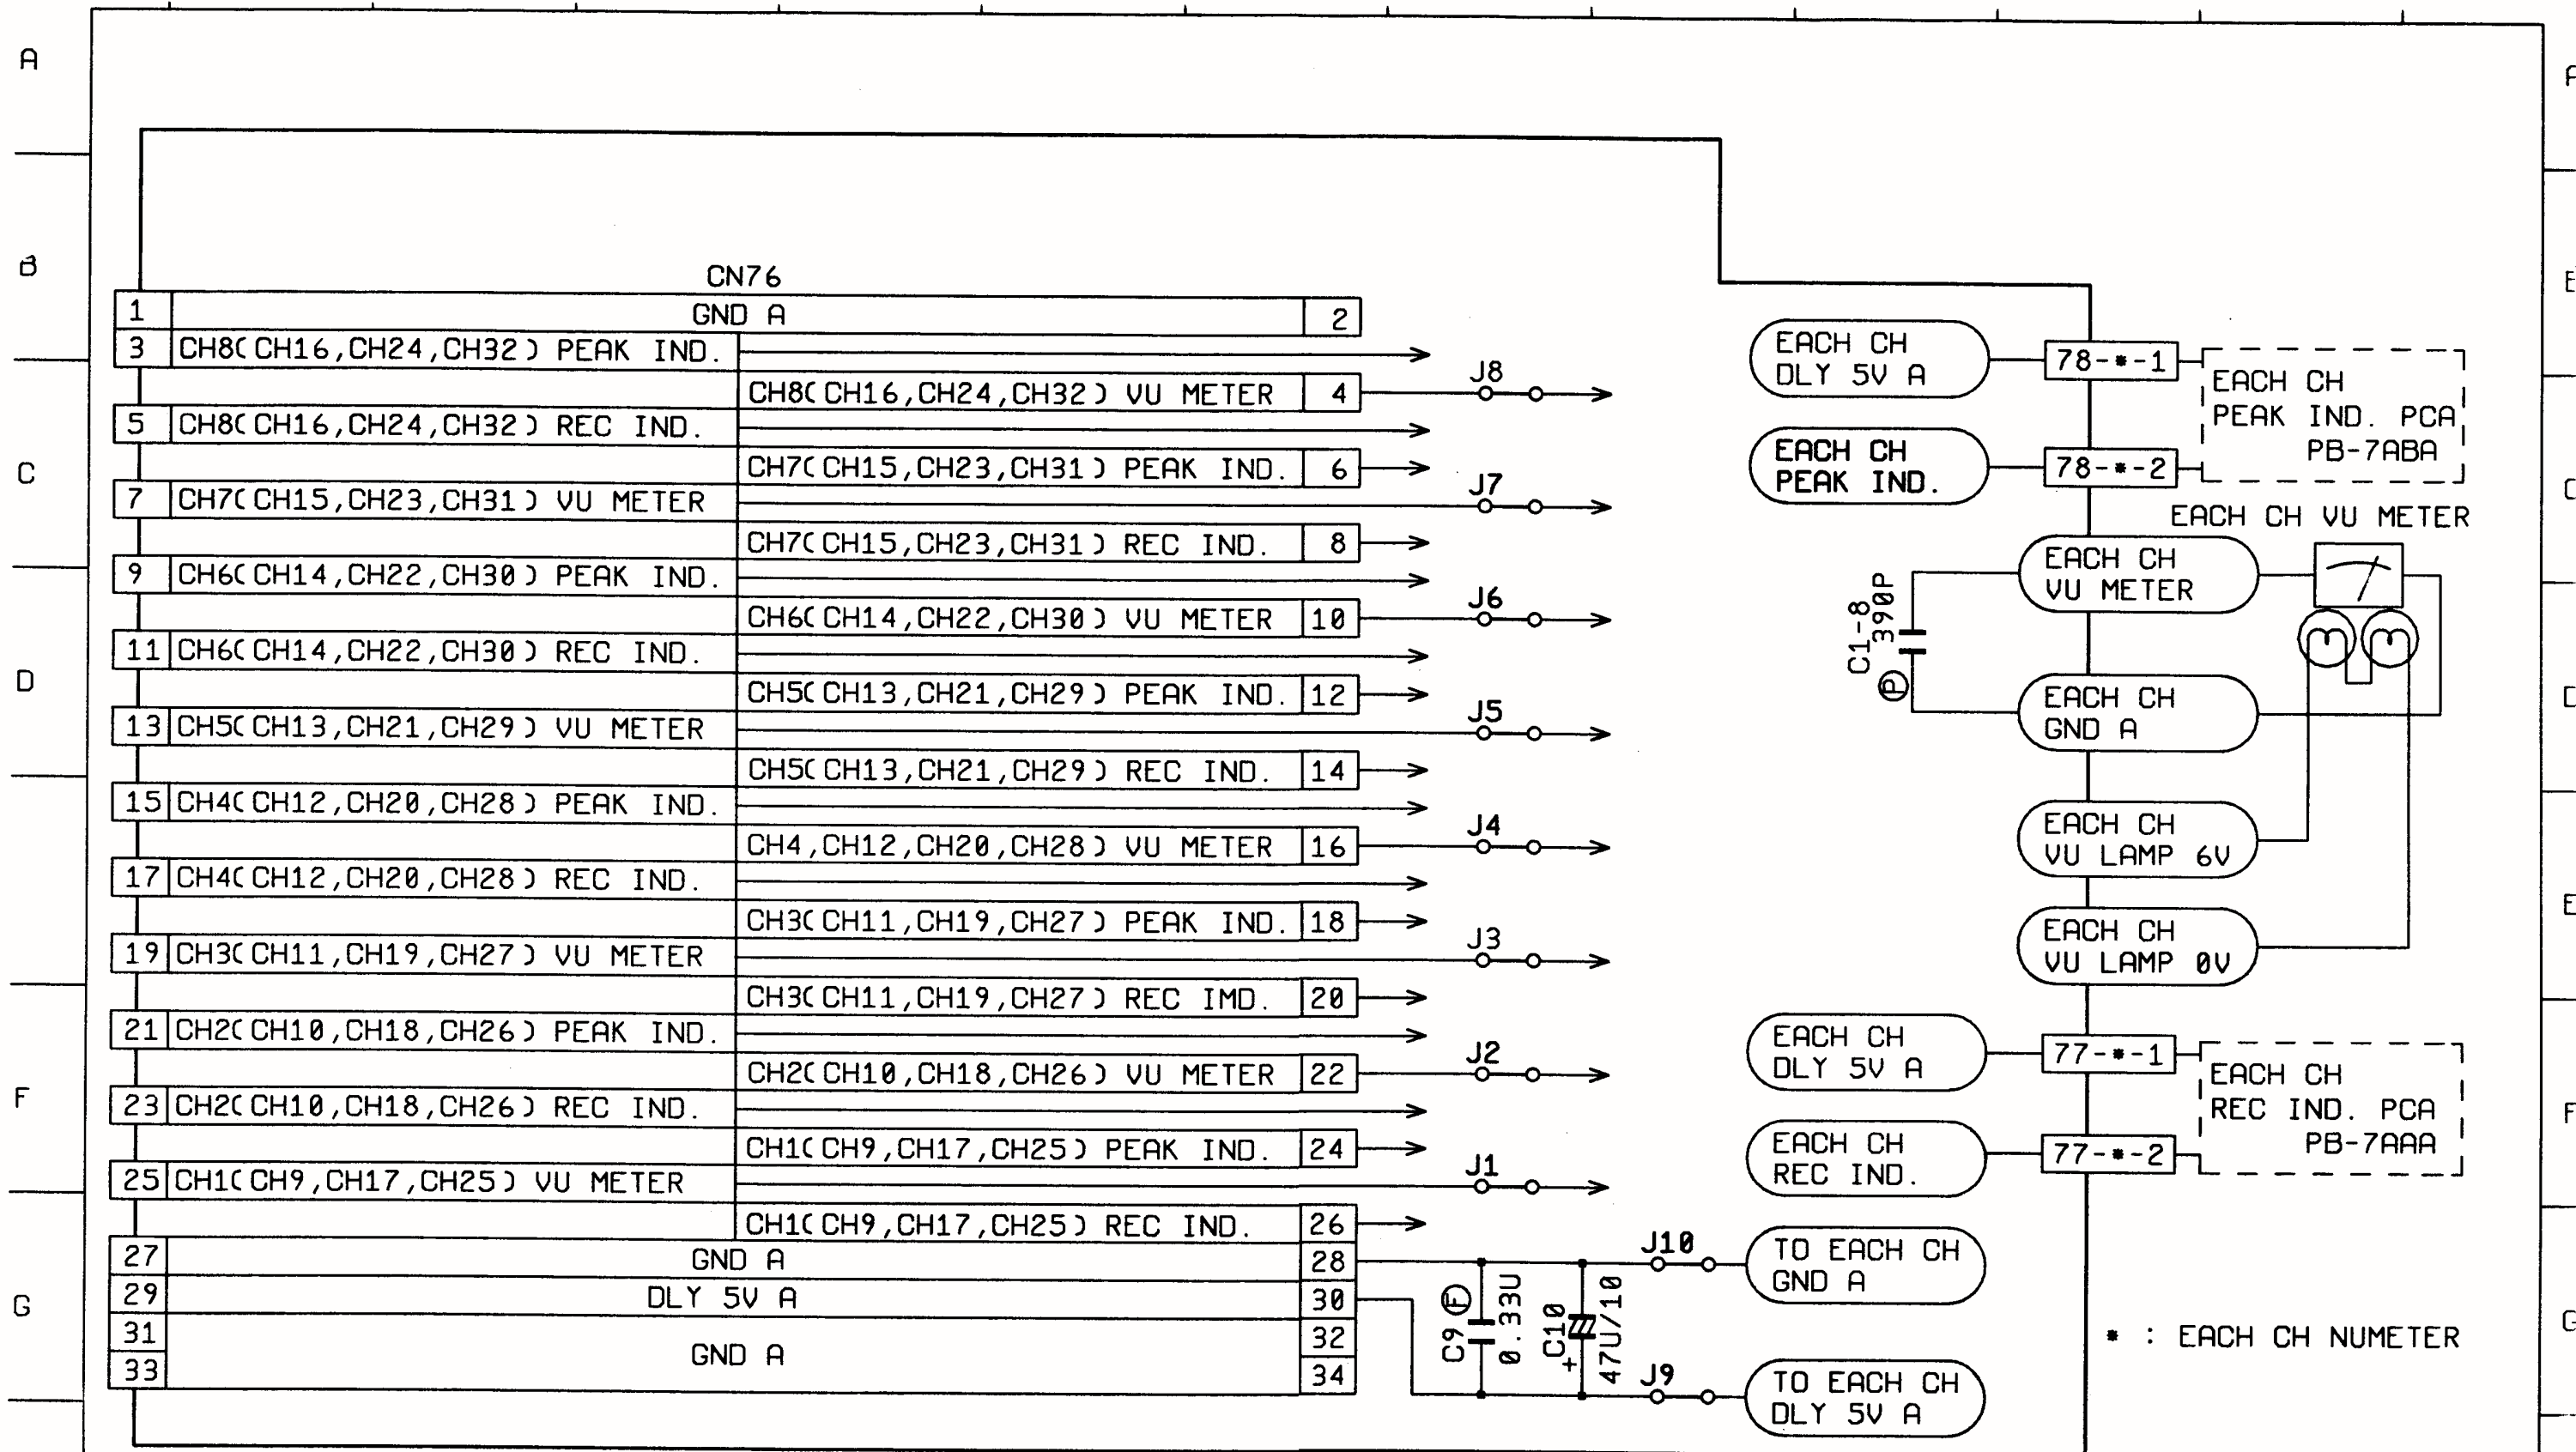 A
B
C
D
E
F
G
CN76
1 GND A 2
3 CH8(CH16,CH24,CH32) PEAK IND.
CH8(CH16,CH24,CH32) VU METER 4
J8
5 CH8(CH16,CH24,CH32) REC IND.
CH7(CH15,CH23,CH31) PEAK IND. 6
7 CH7(CH15,CH23,CH31) VU METER
J7
CH7(CH15,CH23,CH31) REC IND. 8
9 CH6(CH14,CH22,CH30) PEAK IND.
CH6(CH14,CH22,CH30) VU METER 10
J6
11 CH6(CH14,CH22,CH30) REC IND.
CH5(CH13,CH21,CH29) PEAK IND. 12
13 CH5(CH13,CH21,CH29) VU METER
J5
CH5(CH13,CH21,CH29) REC IND. 14
15 CH4(CH12,CH20,CH28) PEAK IND.
CH4,CH12,CH20,CH28) VU METER 16
J4
17 CH4(CH12,CH20,CH28) REC IND.
CH3(CH11,CH19,CH27) PEAK IND. 18
19 CH3(CH11,CH19,CH27) VU METER
J3
CH3(CH11,CH19,CH27) REC IMD. 20
21 CH2(CH10,CH18,CH26) PEAK IND.
CH2(CH10,CH18,CH26) VU METER 22
J2
23 CH2(CH10,CH18,CH26) REC IND.
CH1(CH9,CH17,CH25) PEAK IND. 24
25 CH1(CH9,CH17,CH25) VU METER
J1
CH1(CH9,CH17,CH25) REC IND. 26
27 GND A 28
29 DLY 5V A 30
31 32
GND A
33 34
C9 F
0.33U
C10
+
47U/10
J10
TO EACH CH
GND A
J9
TO EACH CH
DLY 5V A
EACH CH
DLY 5V A
78-*-1
EACH CH
PEAK IND.
78-*-2
EACH CH
PEAK IND. PCA
PB-7ABA
EACH CH VU METER
EACH CH
VU METER
C1-8
390P
P
EACH CH
GND A
EACH CH
VU LAMP 6V
EACH CH
VU LAMP 0V
EACH CH
DLY 5V A
77-*-1
EACH CH
REC IND.
77-*-2
EACH CH
REC IND. PCA
PB-7AAA
* : EACH CH NUMETER